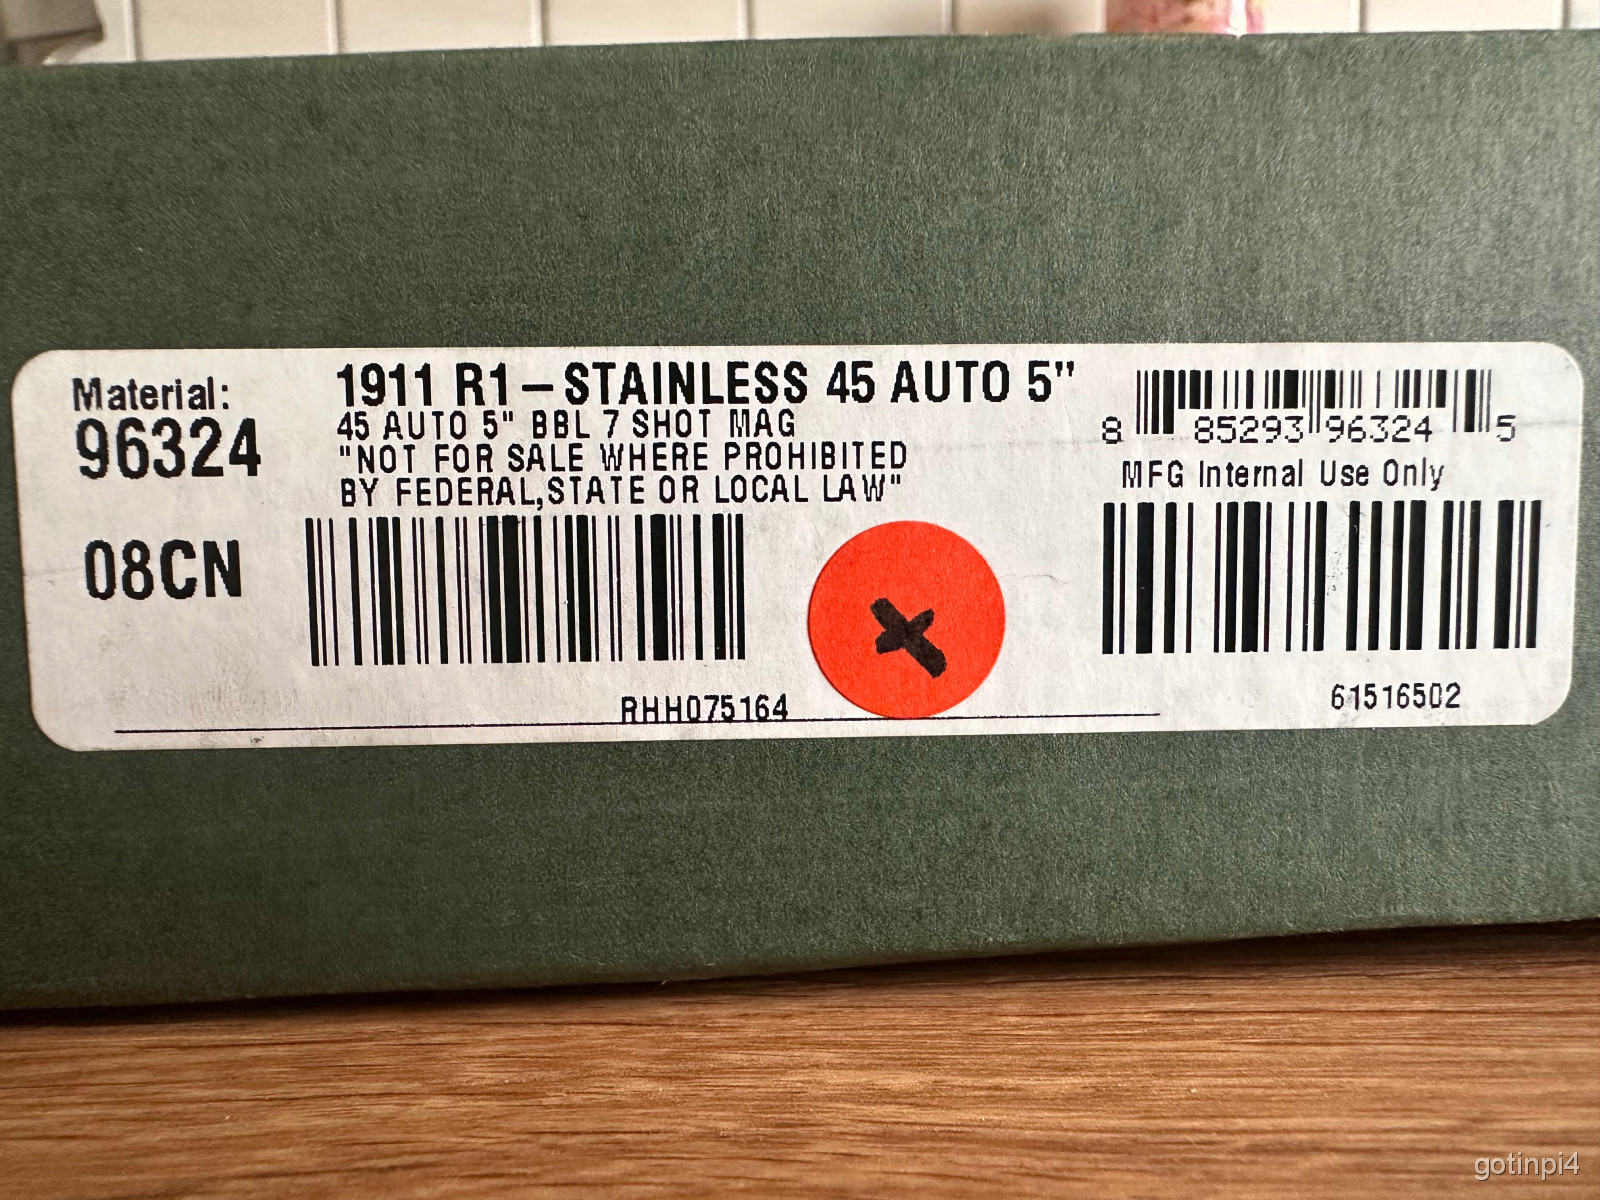 Material:
96324
08CN
1911 R1-STAINLESS 45 AUTO 5"
45 AUTO 5" BBL 7 SHOT MAG
"NOT FOR SALE WHERE PROHIBITED
BY FEDERAL,STATE OR LOCAL LAW"
RHH075164
8 85293 96324 5
MFG Internal Use Only
61516502
gotinpi4